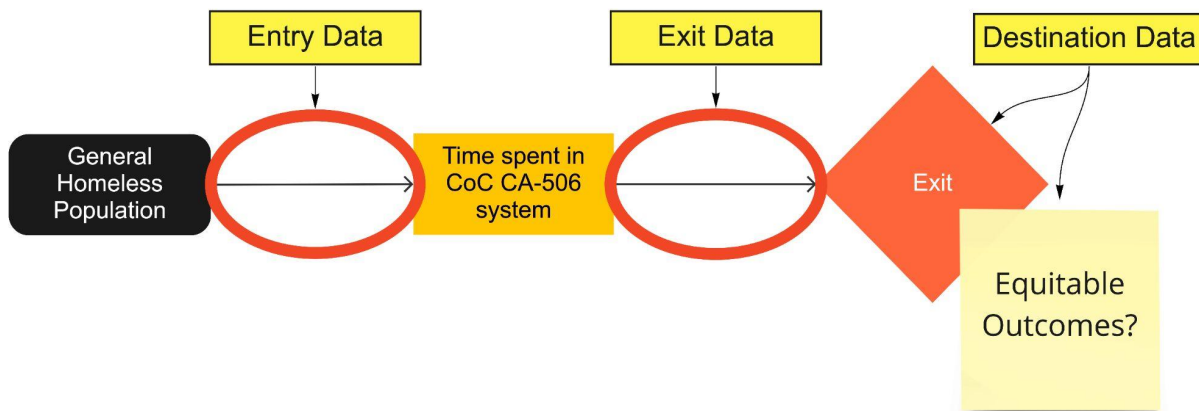 Entry Data
Exit Data
Destination Data
General
Homeless
Population
Time spent in
CoC CA-506
system
Exit
Equitable
Outcomes?